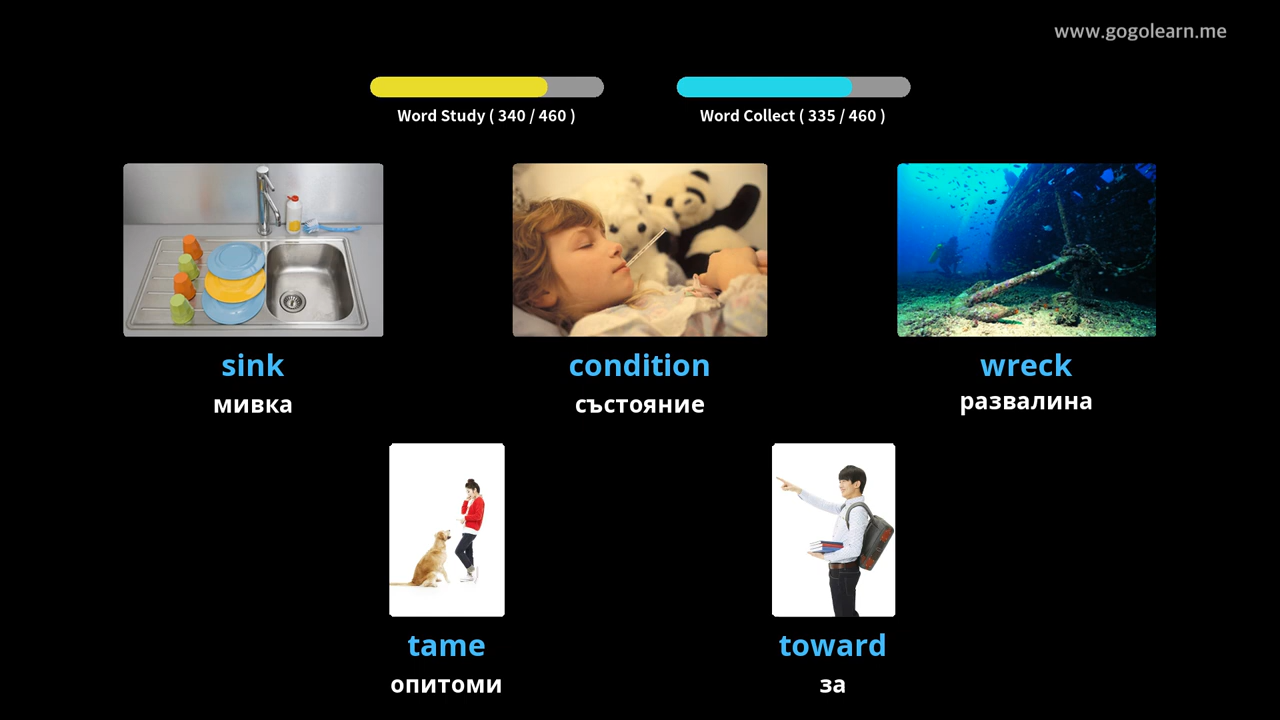 www.gogolearn.me
Word Study ( 340 / 460 )
Word Collect ( 335 / 460 )
sink
мивка
condition
състояние
wreck
развалина
tame
опитоми
toward
за